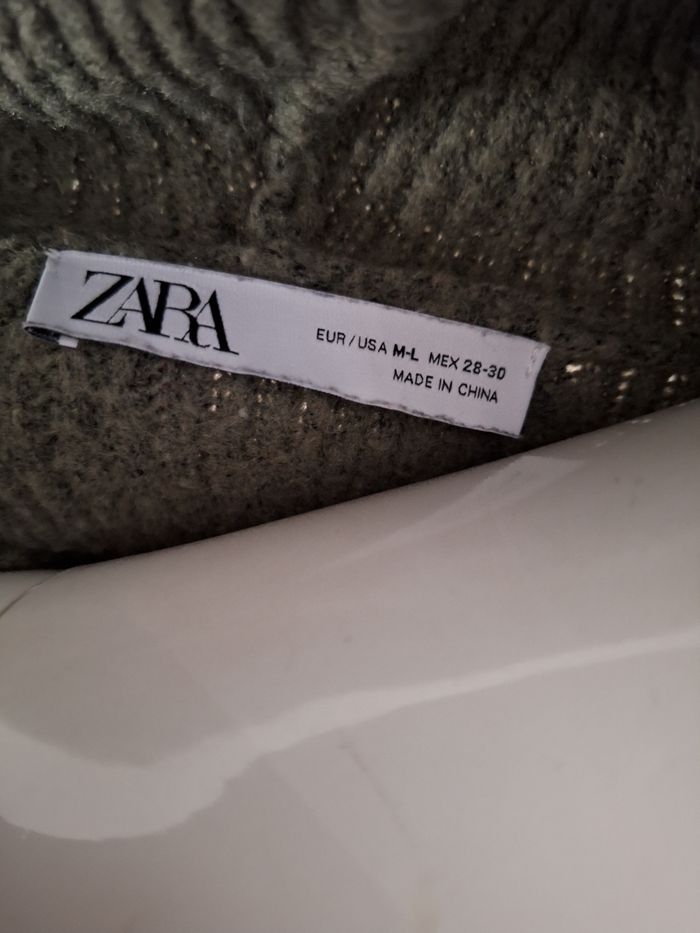 ZARA
EUR / USA M-L MEX 28-30
MADE IN CHINA